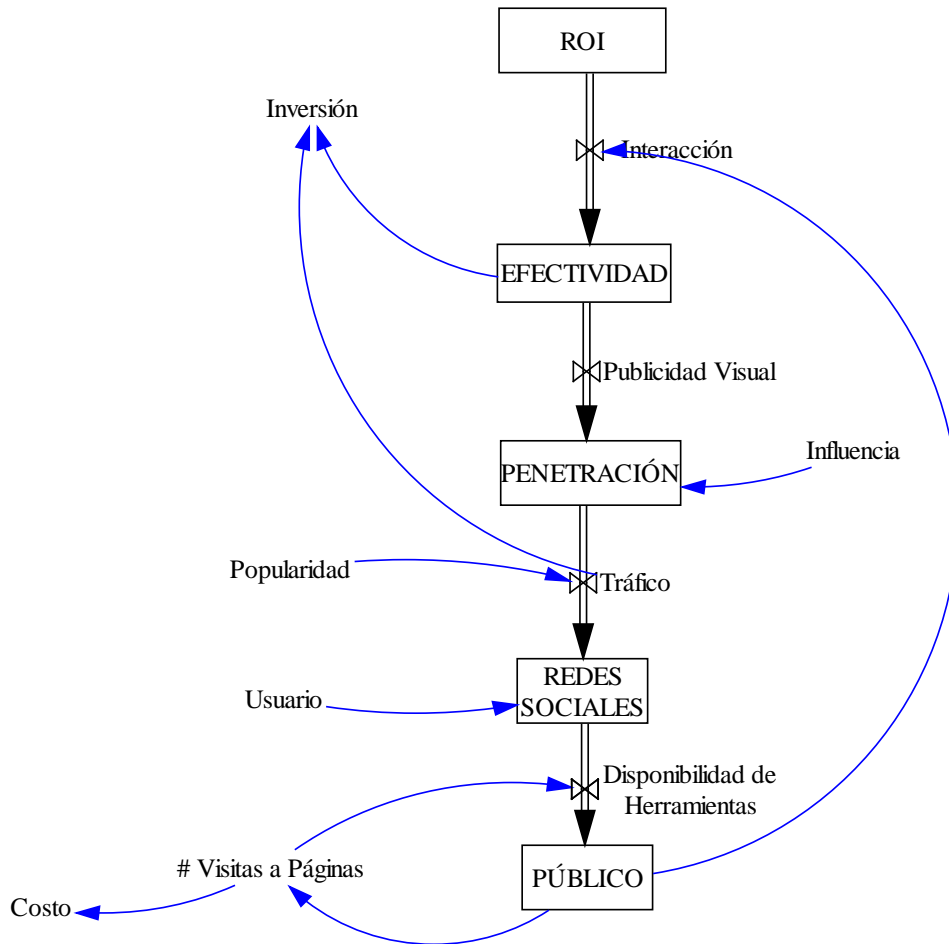 ROI
Inversión
Interacción
EFECTIVIDAD
Publicidad Visual
Influencia
PENETRACIÓN
Popularidad
Tráfico
REDES
SOCIALES
Usuario
Disponibilidad de
Herramientas
# Visitas a Páginas
PÚBLICO
Costo